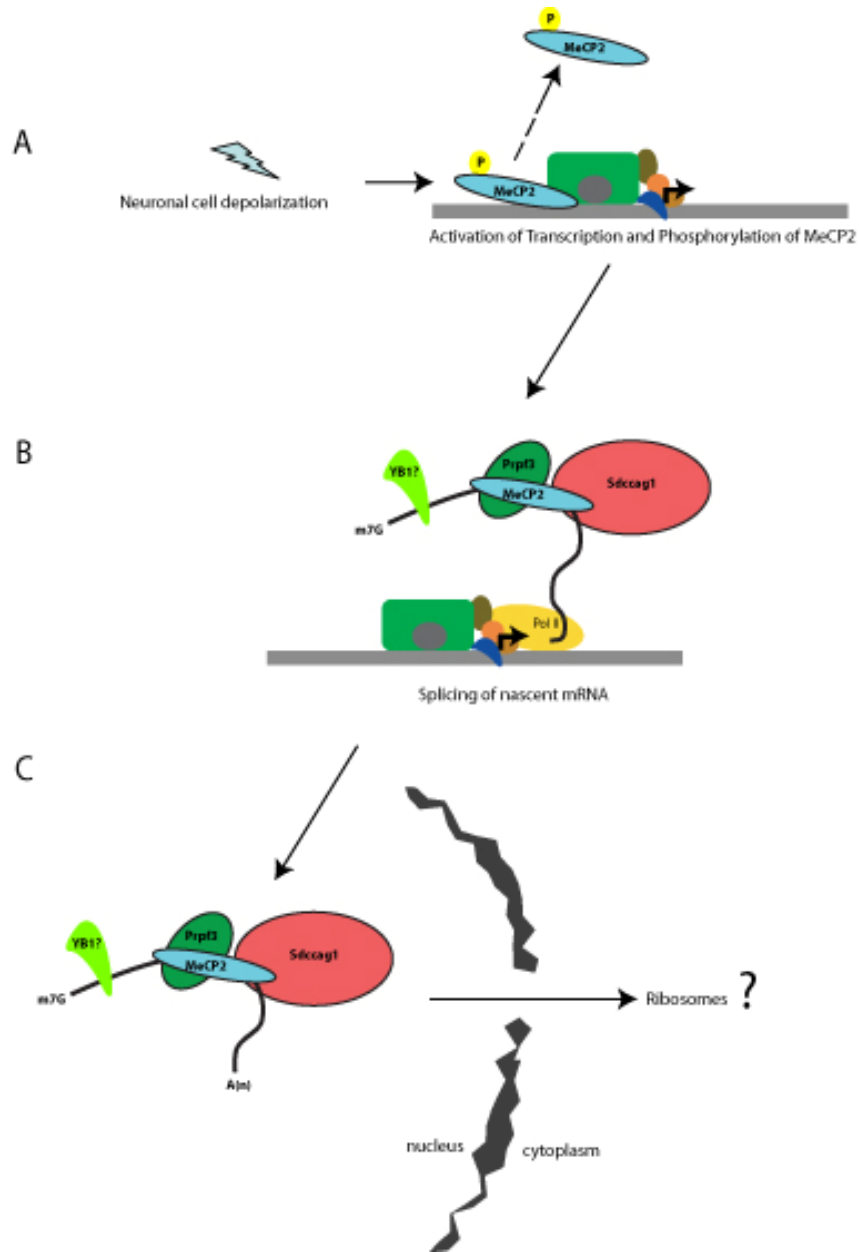 P
MeCP2
A
P
MeCP2
Neuronal cell depolarization
Activation of Transcription and Phosphorylation of MeCP2
B
YB1?
Prpf3
Sdccag1
MeCP2
m7G
Pol II
Splicing of nascent mRNA
C
YB1?
Prpf3
Sdccag1
MeCP2
m7G
Ribosomes ?
A(n)
nucleus
cytoplasm